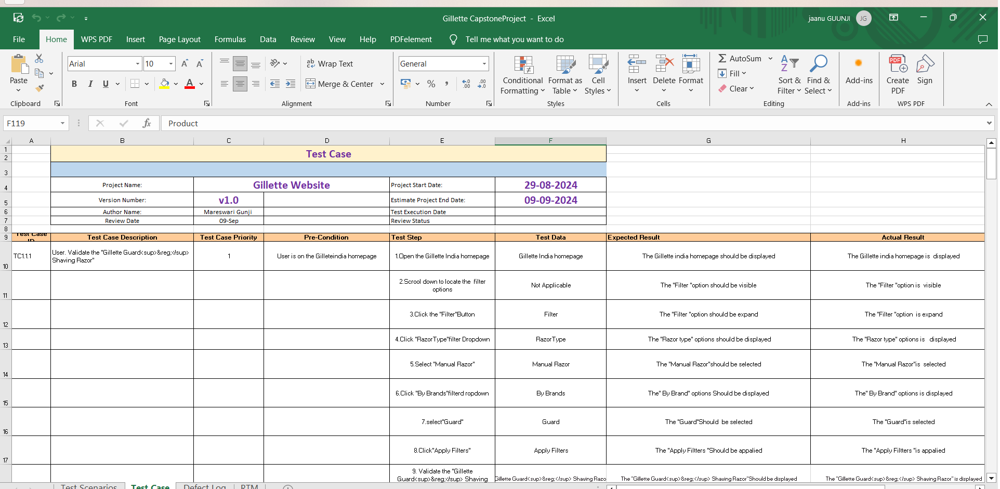 Gillette CapstoneProject - Excel
jaanu GUUNJI
JG
File
Home
WPS PDF
Insert
Page Layout
Formulas
Data
Review
View
Help
PDFelement
Tell me what you want to do
Paste
Clipboard
Arial
10
B I U
A
Font
ab Wrap Text
Merge & Center
Alignment
General
% ,
Number
Conditional Formatting
Format as Table
Cell Styles
Styles
Insert
Delete
Format
Cells
AutoSum
Fill
Clear
Sort & Filter
Find & Select
Editing
Add-ins
Add-ins
Create PDF
Sign
WPS PDF
F119
fx
Product
A B C D E F G H
1
2
Test Case
3
4 Project Name: Gillette Website Project Start Date: 29-08-2024
5 Version Number: v1.0 Estimate Project End Date: 09-09-2024
6 Author Name: Mareswari Gunji Test Execution Date
7 Review Date 09-Sep Review Status
8
9 Test Case ID Test Case Description Test Case Priority Pre-Condition Test Step Test Data Expected Result Actual Result
10 TC1.1.1 User. Validate the "Gillette Guard<sup>&reg;</sup> Shaving Razor" 1 User is on the Gilleteindia homepage 1.Open the Gillette India homepage Gillette India homepage The Gillette india homepage should be displayed The Gillette india homepage is displayed
11 2.Scrool down to locate the filter options Not Applicable The "Filter "option should be visible The "Filter "option is visible
12 3.Click the "Filter"Button Filter The "Filter "option should be expand The "Filter "option is expand
13 4.Click "RazorType"filter Dropdown RazorType The "Razor type" options should be displayed The "Razor type" options is displayed
14 5.Select "Manual Razor" Manual Razor The "Manual Razor"should be selected The "Manual Razor"is selected
15 6.Click "By Brands"filterd ropdown By Brands The" By Brand" options Should be displayed The" By Brand" options is displayed
16 7.select"Guard" Guard The "Guard"Should be selected The "Guard"is selected
17 8.Click"Apply Filters" Apply Filters The "Apply Filtters "Should be appalied The "Apply Filtters "is appalied
9. Validate the "Gillette Guard<sup>&reg;</sup> Shaving Gillette Guard<sup>&reg;</sup> Shaving Razo The "Gillette Guard<sup>&reg;</sup> Shaving Razor"Should be displayed The "Gillette Guard<sup>&reg;</sup> Shaving Razor" is displayed
Test Scenarios
Test Case
Defect Log
RTM